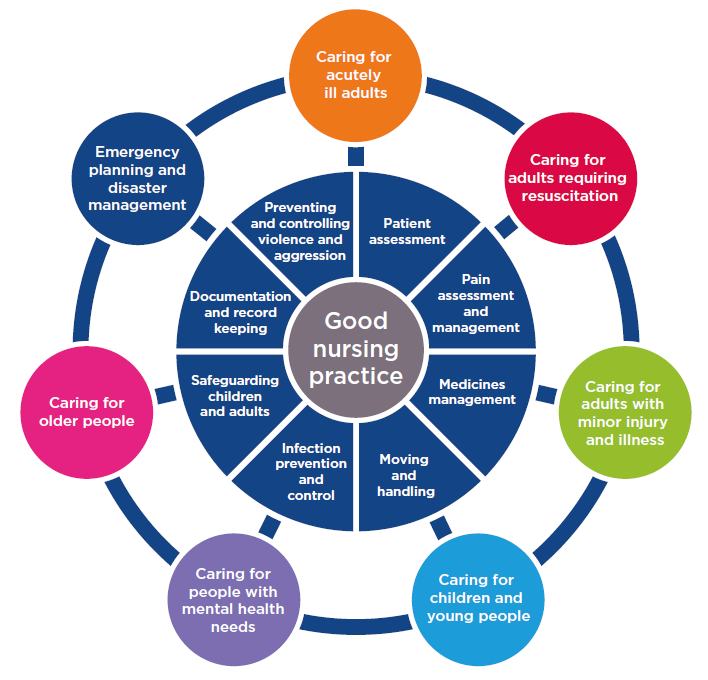 Caring for
acutely
ill adults
Caring for
adults requiring
resuscitation
Caring for
adults with
minor injury
and illness
Caring for
children and
young people
Caring for
people with
mental health
needs
Caring for
older people
Emergency
planning and
disaster
management
Patient
assessment
Pain
assessment
and
management
Medicines
management
Moving
and
handling
Infection
prevention
and
control
Safeguarding
children
and adults
Documentation
and record
keeping
Preventing
and controlling
violence and
aggression
Good
nursing
practice